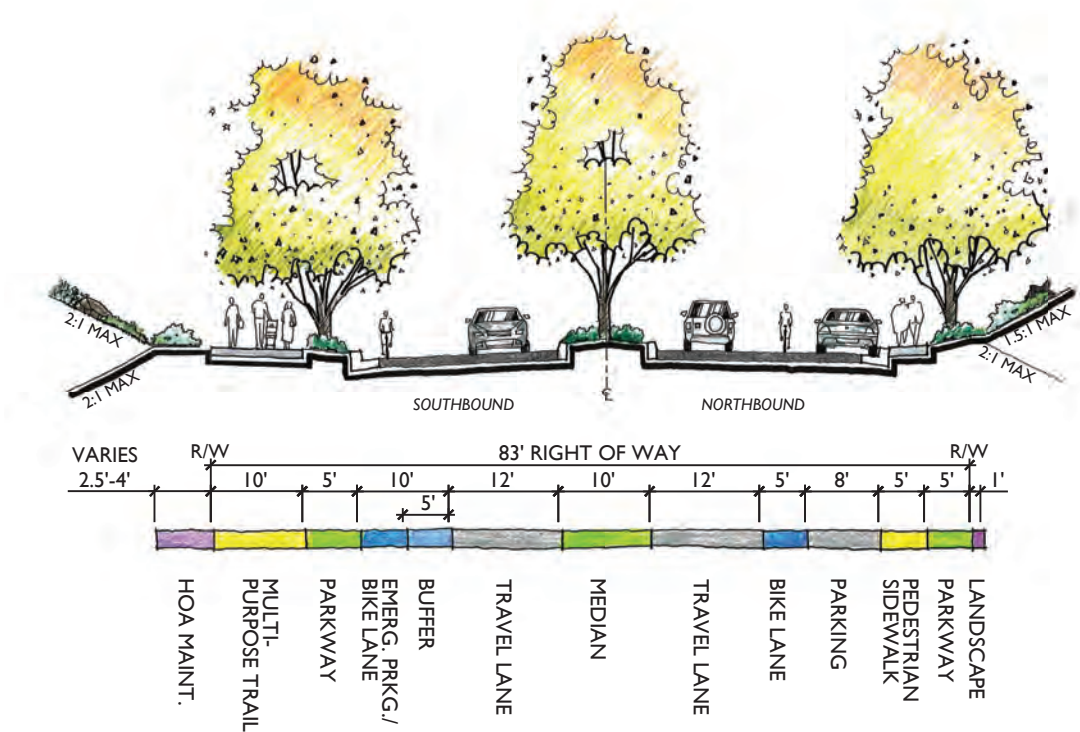 2:1 MAX
2:1 MAX
1.5:1 MAX
2:1 MAX
℄
SOUTHBOUND
NORTHBOUND
VARIES
2.5'-4'
R/W
83' RIGHT OF WAY
R/W
10'
5'
10'
12'
10'
12'
5'
8'
5'
5'
1'
5'
HOA MAINT.
MULTI-
PURPOSE TRAIL
PARKWAY
EMERG. PRKG./
BIKE LANE
BUFFER
TRAVEL LANE
MEDIAN
TRAVEL LANE
BIKE LANE
PARKING
PEDESTRIAN
SIDEWALK
PARKWAY
LANDSCAPE